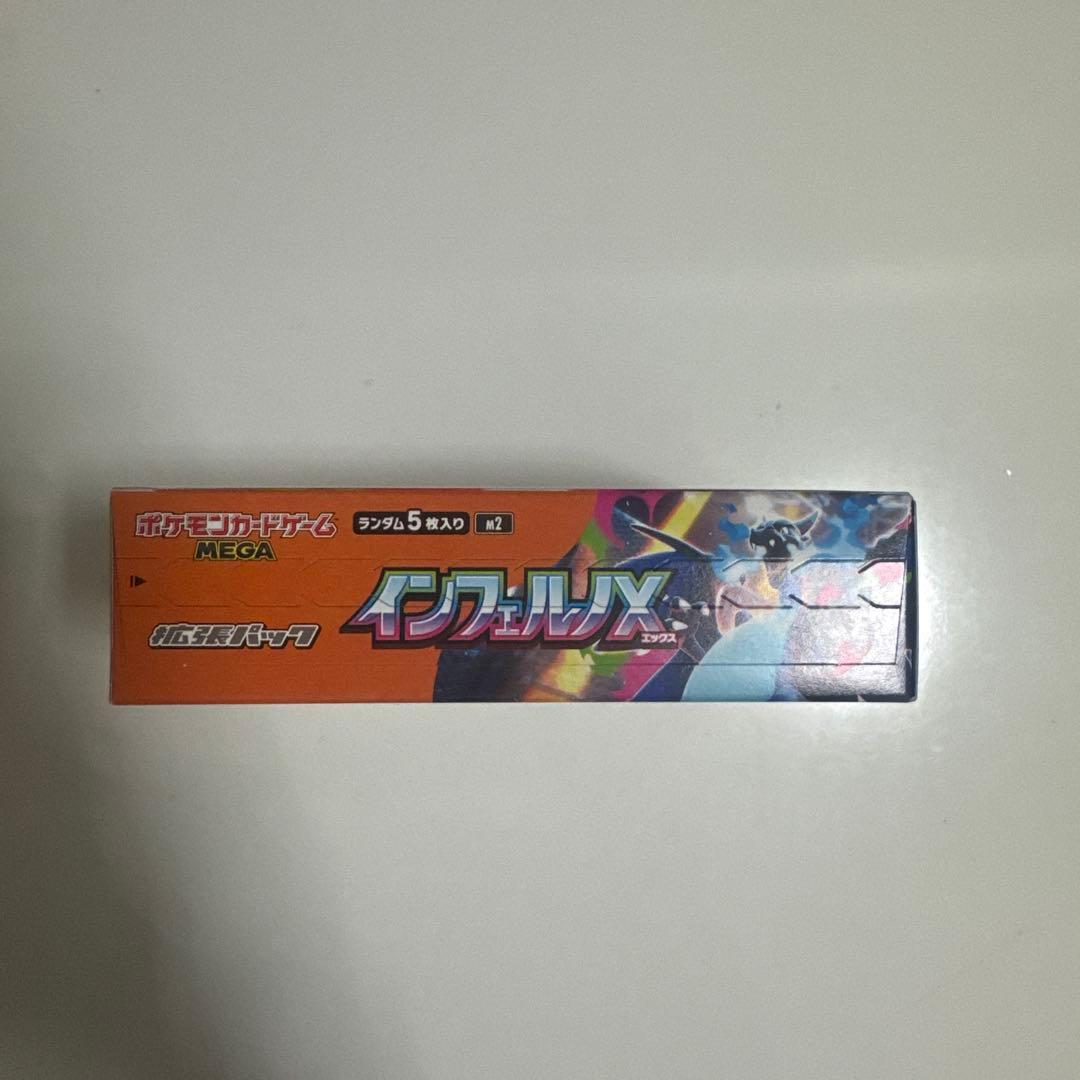 ポケモンカードゲーム
MEGA
ランダム5枚入り
M2
拡張パック
インフェルノX
エックス